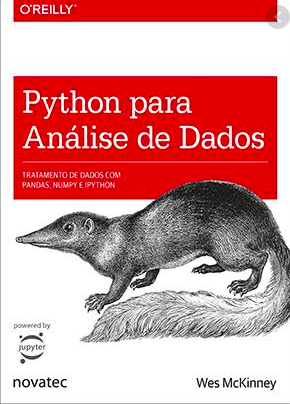 O'REILLY®
Python para
Análise de Dados
TRATAMENTO DE DADOS COM
PANDAS, NUMPY E IPYTHON
powered by
jupyter
novatec
Wes McKinney